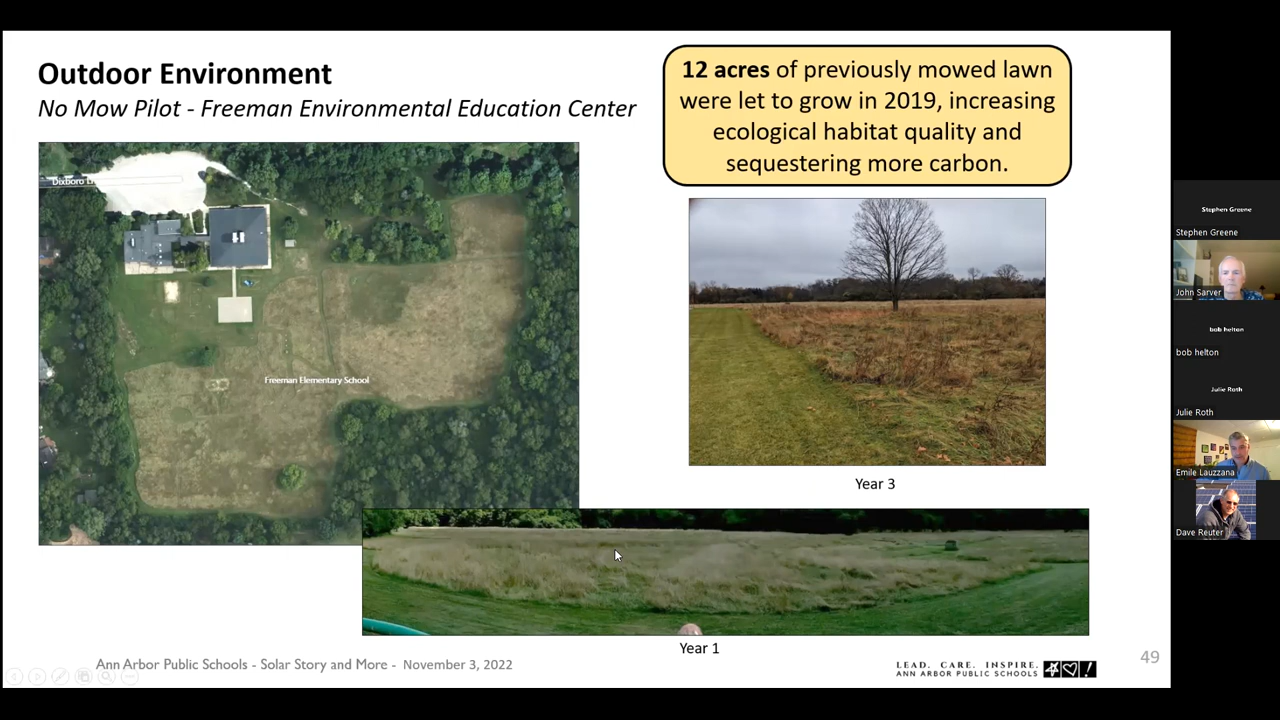 Outdoor Environment
No Mow Pilot - Freeman Environmental Education Center
12 acres of previously mowed lawn
were let to grow in 2019, increasing
ecological habitat quality and
sequestering more carbon.
Freeman Elementary School
Year 3
Year 1
Ann Arbor Public Schools - Solar Story and More - November 3, 2022
LEAD. CARE. INSPIRE.
ANN ARBOR PUBLIC SCHOOLS
49
Stephen Greene
Stephen Greene
John Sarver
bob helton
bob helton
Julie Roth
Julie Roth
Emile Lauzzana
Dave Reuter